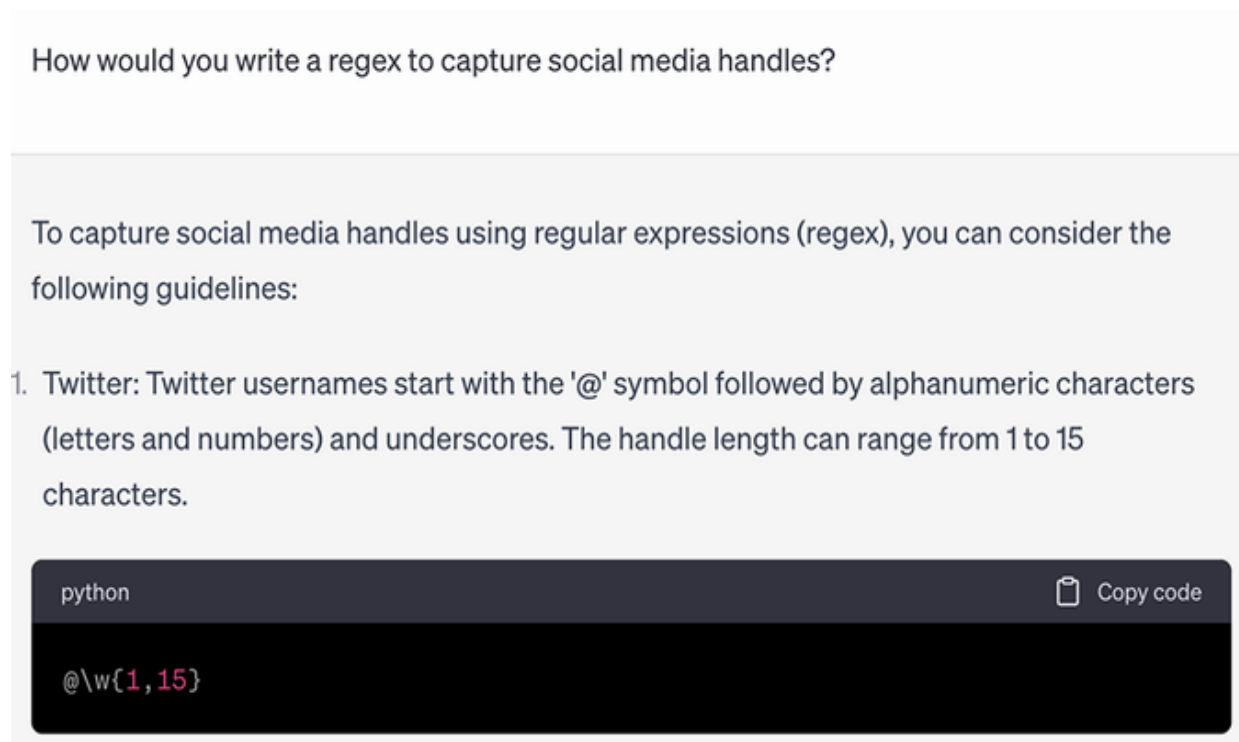 How would you write a regex to capture social media handles?
To capture social media handles using regular expressions (regex), you can consider the
following guidelines:
1. Twitter: Twitter usernames start with the '@' symbol followed by alphanumeric characters
(letters and numbers) and underscores. The handle length can range from 1 to 15
characters.
python Copy code
@\w{1,15}